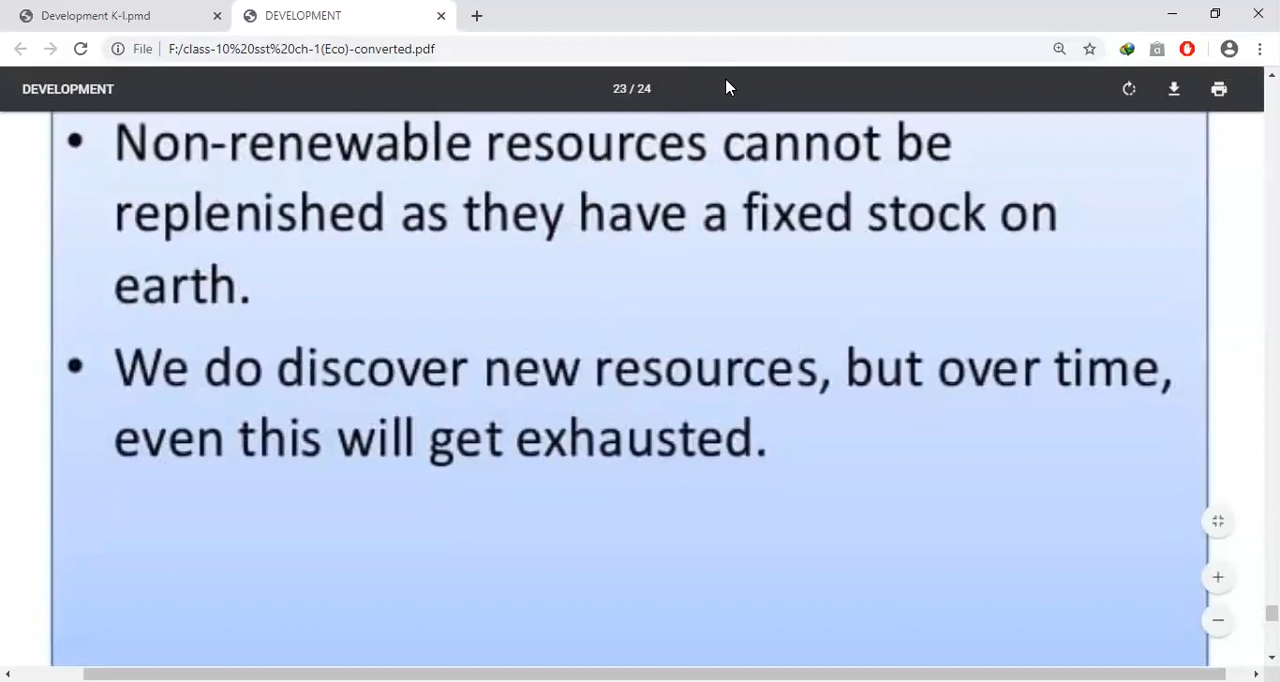 Development K-I.pmd
DEVELOPMENT
File
F:/class-10%20sst%20ch-1(Eco)-converted.pdf
DEVELOPMENT
23 / 24
• Non-renewable resources cannot be
replenished as they have a fixed stock on
earth.
• We do discover new resources, but over time,
even this will get exhausted.